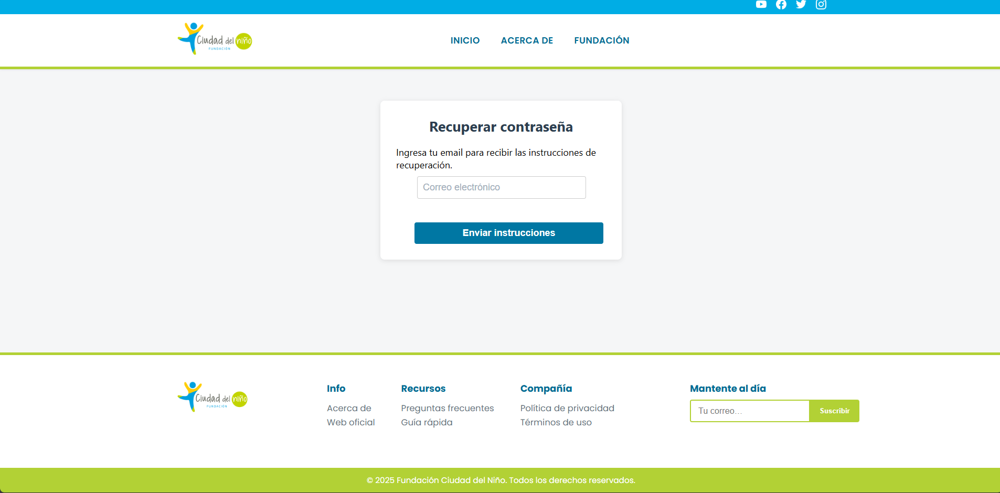 Ciudad del niño
FUNDACIÓN
INICIO ACERCA DE FUNDACIÓN
Recuperar contraseña
Ingresa tu email para recibir las instrucciones de
recuperación.
Correo electrónico
Enviar instrucciones
Ciudad del niño
FUNDACIÓN
Info
Acerca de
Web oficial
Recursos
Preguntas frecuentes
Guía rápida
Compañía
Política de privacidad
Términos de uso
Mantente al día
Tu correo...
Suscribir
© 2025 Fundación Ciudad del Niño. Todos los derechos reservados.